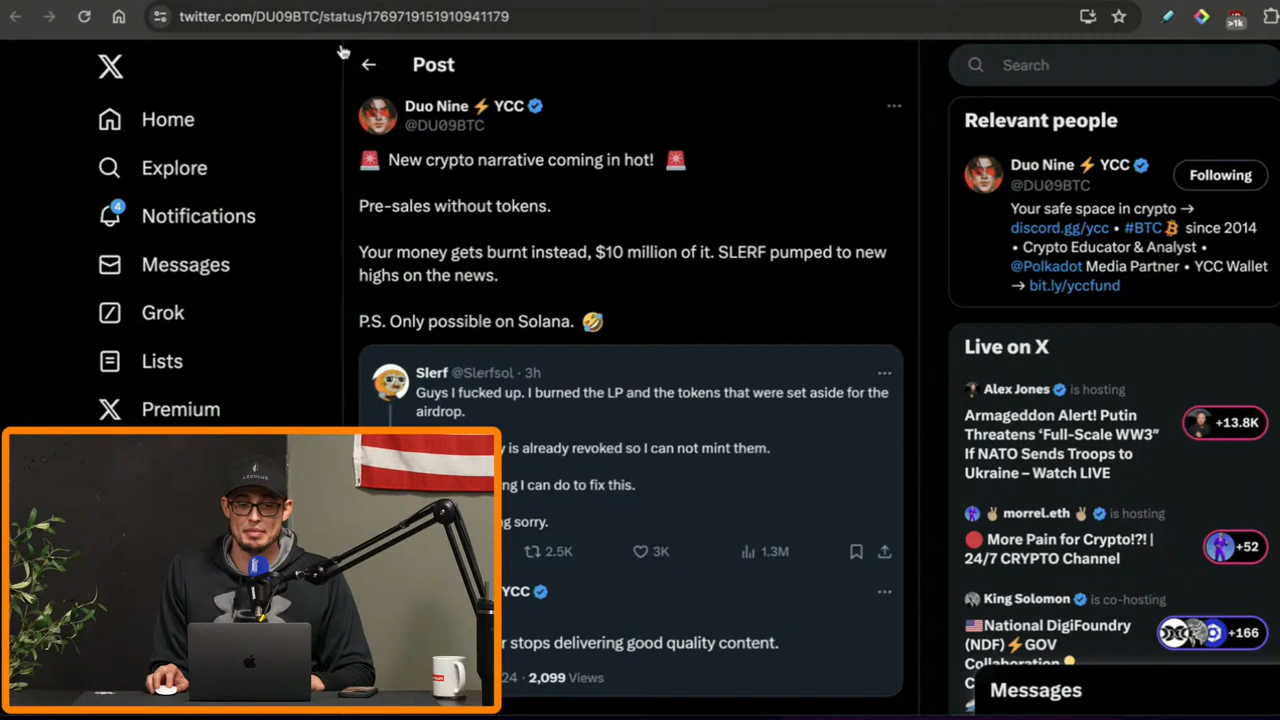 twitter.com/DU09BTC/status/1769719151910941179
>1k
Home
Explore
4
Notifications
Messages
Grok
Lists
Premium
Post
Duo Nine ⚡ YCC
@DU09BTC
🚨 New crypto narrative coming in hot! 🚨
Pre-sales without tokens.
Your money gets burnt instead, $10 million of it. SLERF pumped to new
highs on the news.
P.S. Only possible on Solana. 🤣
Slerf @Slerfsol · 3h
Guys I fucked up. I burned the LP and the tokens that were set aside for the
airdrop.
is already revoked so I can not mint them.
I can do to fix this.
sorry.
2.5K
3K
1.3M
YCC
stops delivering good quality content.
24 · 2,099 Views
Search
Relevant people
Duo Nine ⚡ YCC
@DU09BTC
Following
Your safe space in crypto →
discord.gg/ycc • #BTC since 2014
• Crypto Educator & Analyst •
@Polkadot Media Partner • YCC Wallet
→ bit.ly/yccfund
Live on X
Alex Jones is hosting
Armageddon Alert! Putin
Threatens ‘Full-Scale WW3”
If NATO Sends Troops to
Ukraine – Watch LIVE
+13.8K
morrel.eth is hosting
🔴 More Pain for Crypto!?! |
24/7 CRYPTO Channel
+52
King Solomon is co-hosting
🇺🇸National DigiFoundry
(NDF)⚡GOV
Collaboration
+166
Messages